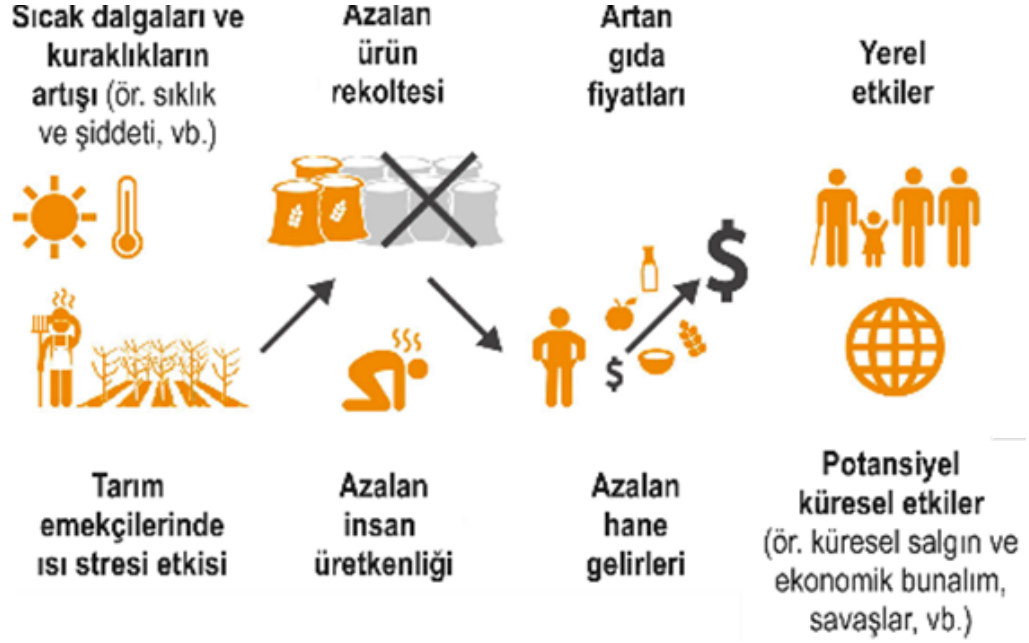 Sıcak dalgaları ve
kuraklıkların
artışı (ör. sıklık
ve şiddeti, vb.)
Azalan
ürün
rekoltesi
Artan
gıda
fiyatları
Yerel
etkiler
$
$
Tarım
emekçilerinde
ısı stresi etkisi
Azalan
insan
üretkenliği
Azalan
hane
gelirleri
Potansiyel
küresel etkiler
(ör. küresel salgın ve
ekonomik bunalım,
savaşlar, vb.)